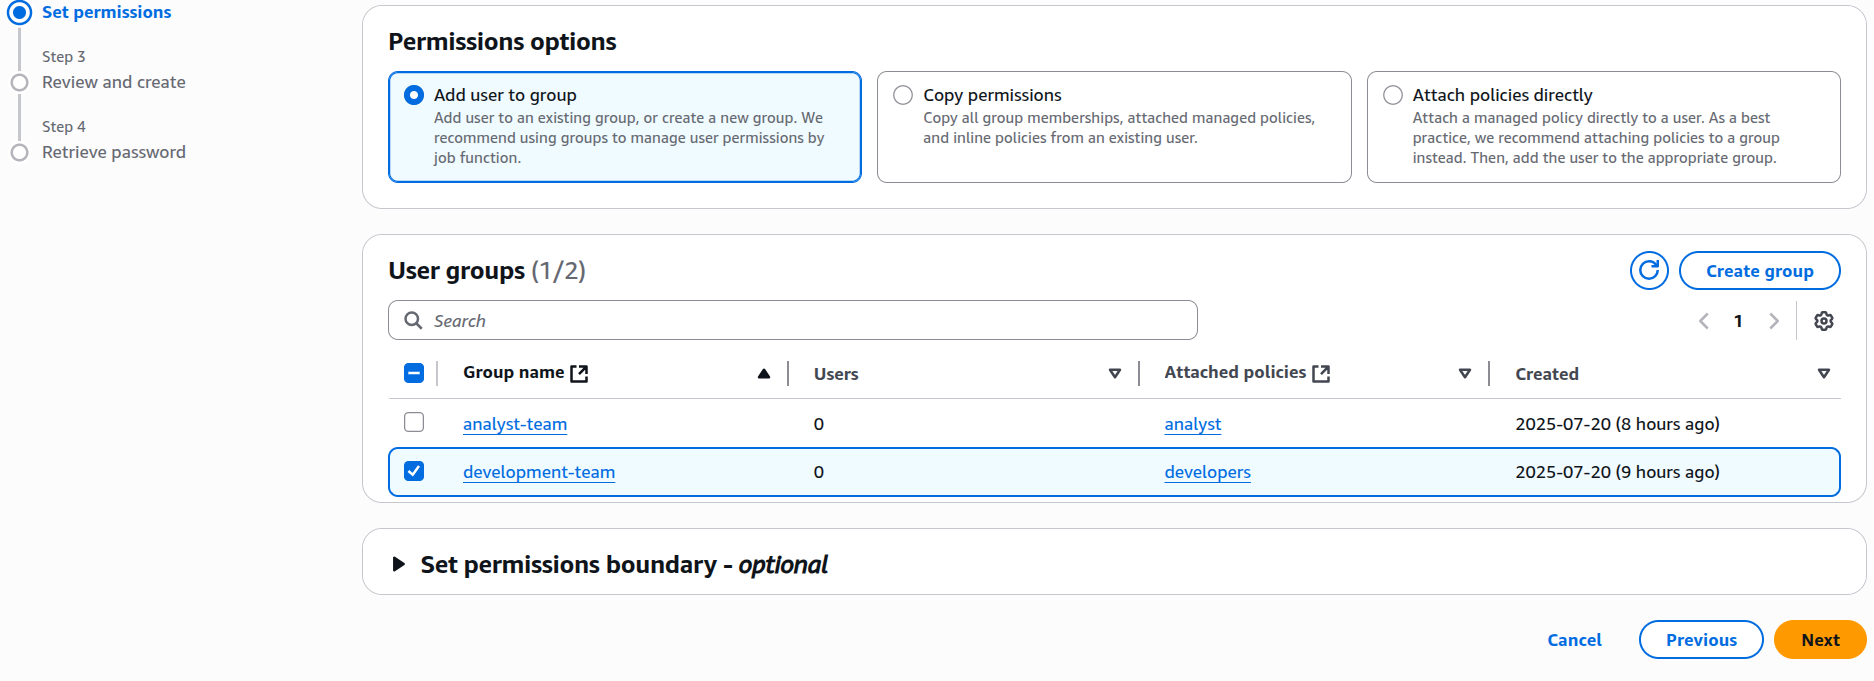 Set permissions
Step 3
Review and create
Step 4
Retrieve password
Permissions options
Add user to group
Add user to an existing group, or create a new group. We
recommend using groups to manage user permissions by
job function.
Copy permissions
Copy all group memberships, attached managed policies,
and inline policies from an existing user.
Attach policies directly
Attach a managed policy directly to a user. As a best
practice, we recommend attaching policies to a group
instead. Then, add the user to the appropriate group.
User groups (1/2)
Create group
Search
1
Group name Users Attached policies Created
analyst-team 0 analyst 2025-07-20 (8 hours ago)
development-team 0 developers 2025-07-20 (9 hours ago)
Set permissions boundary - optional
Cancel Previous Next